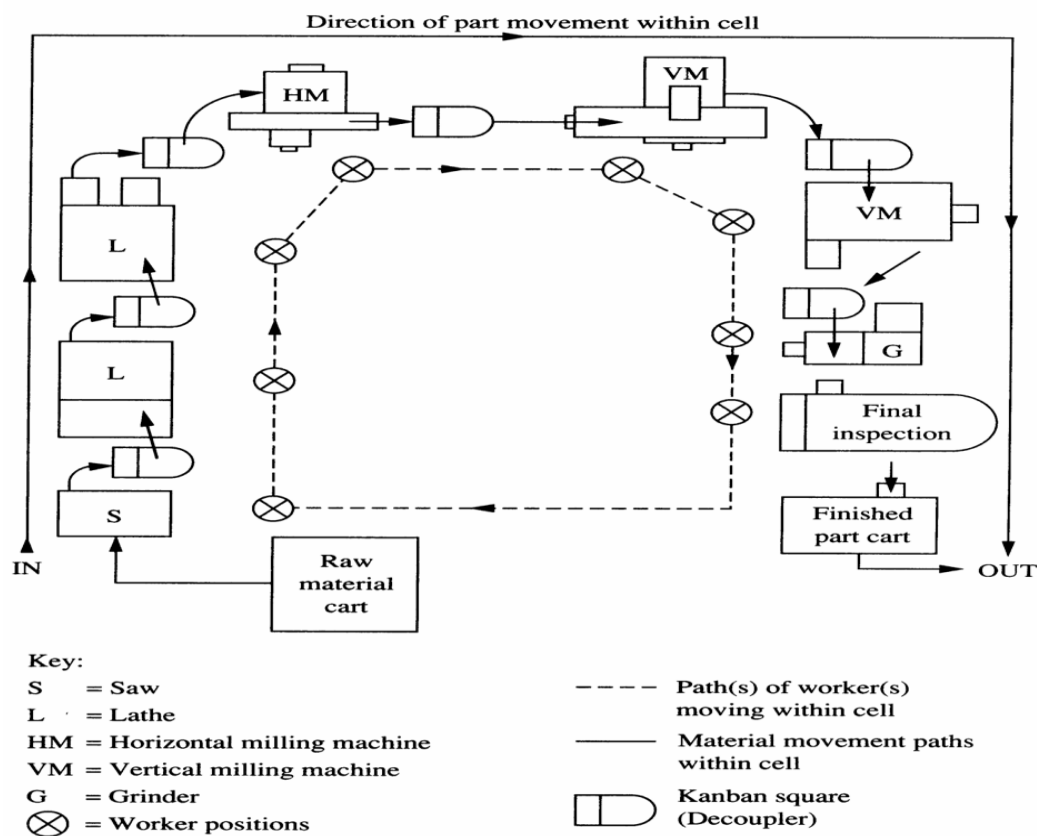 Direction of part movement within cell
HM
VM
L
VM
L
G
Final
inspection
S
Finished
part cart
IN
Raw
material
cart
OUT
Key:
S = Saw
L = Lathe
HM = Horizontal milling machine
VM = Vertical milling machine
G = Grinder
= Worker positions
Path(s) of worker(s)
moving within cell
Material movement paths
within cell
Kanban square
(Decoupler)